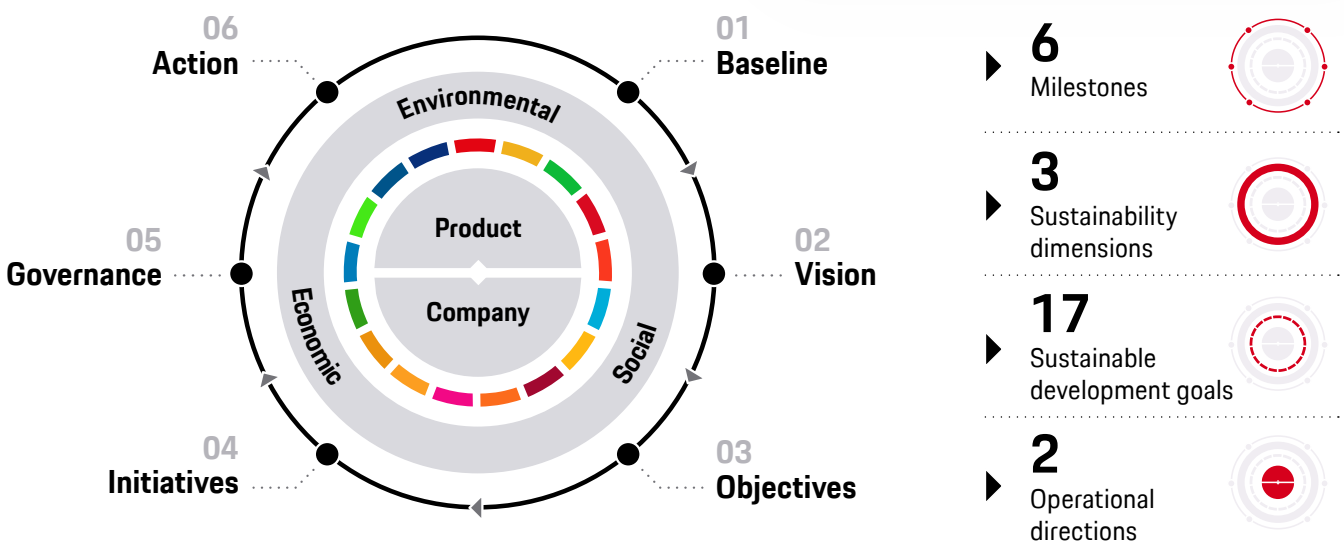 06
Action
01
Baseline
05
Governance
02
Vision
04
Initiatives
03
Objectives
Environmental
Economic
Social
Product
Company
6
Milestones
3
Sustainability
dimensions
17
Sustainable
development goals
2
Operational
directions